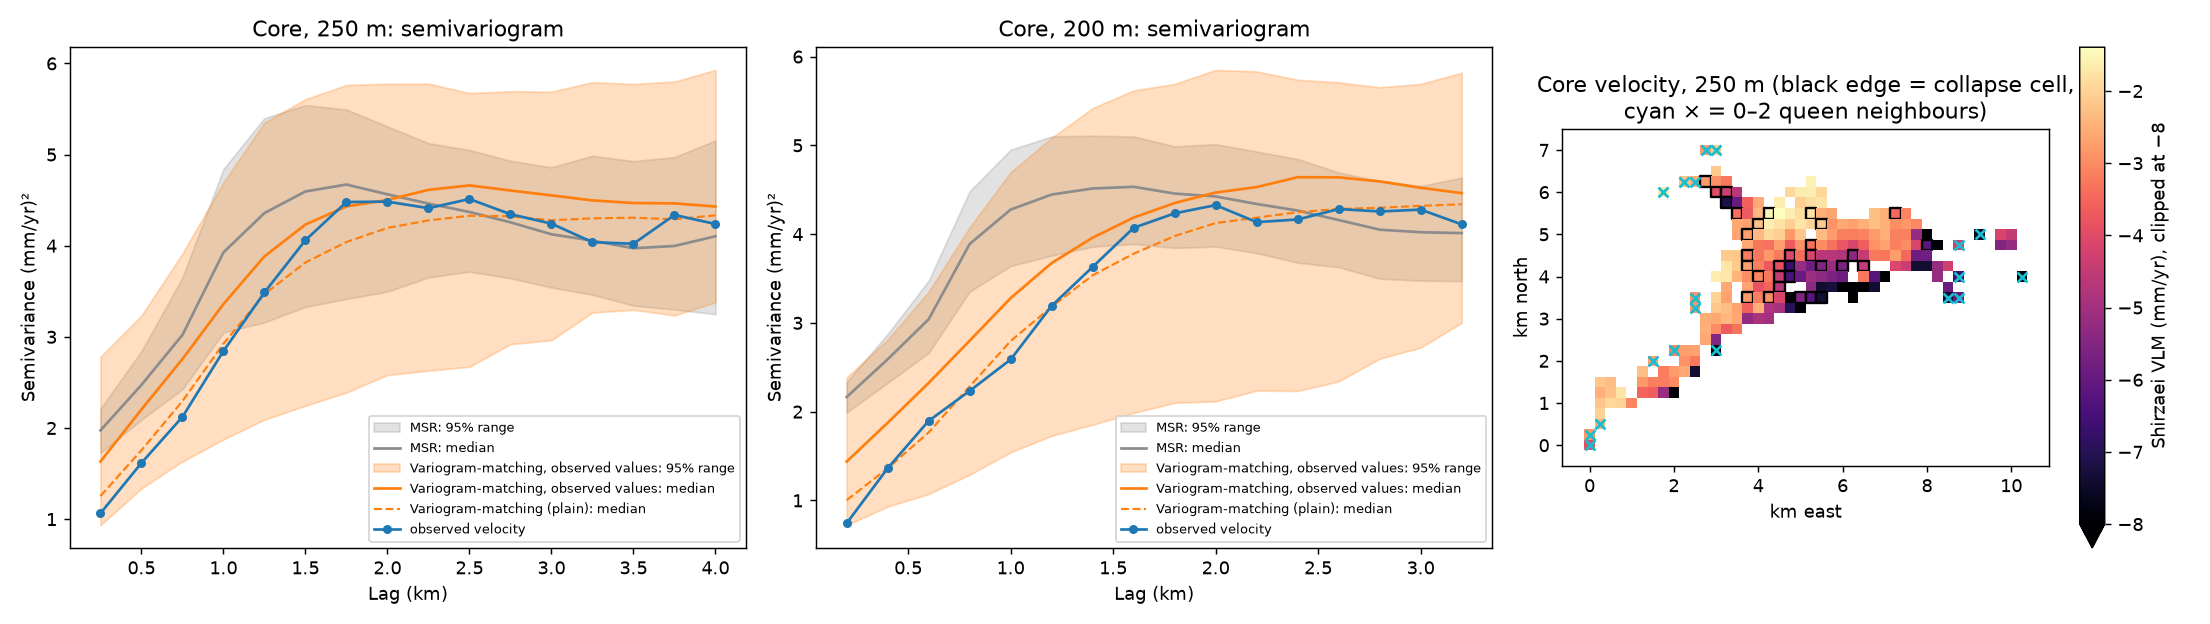 Core, 250 m: semivariogram
6
5
4
3
2
1
Semivariance (mm/yr)²
0.5
1.0
1.5
2.0
2.5
3.0
3.5
4.0
Lag (km)
MSR: 95% range
MSR: median
Variogram-matching, observed values: 95% range
Variogram-matching, observed values: median
Variogram-matching (plain): median
observed velocity
Core, 200 m: semivariogram
6
5
4
3
2
1
Semivariance (mm/yr)²
0.5
1.0
1.5
2.0
2.5
3.0
Lag (km)
MSR: 95% range
MSR: median
Variogram-matching, observed values: 95% range
Variogram-matching, observed values: median
Variogram-matching (plain): median
observed velocity
Core velocity, 250 m (black edge = collapse cell,
cyan × = 0–2 queen neighbours)
7
6
5
4
3
2
1
0
km north
0
2
4
6
8
10
km east
−2
−3
−4
−5
−6
−7
−8
Shirzaei VLM (mm/yr), clipped at −8